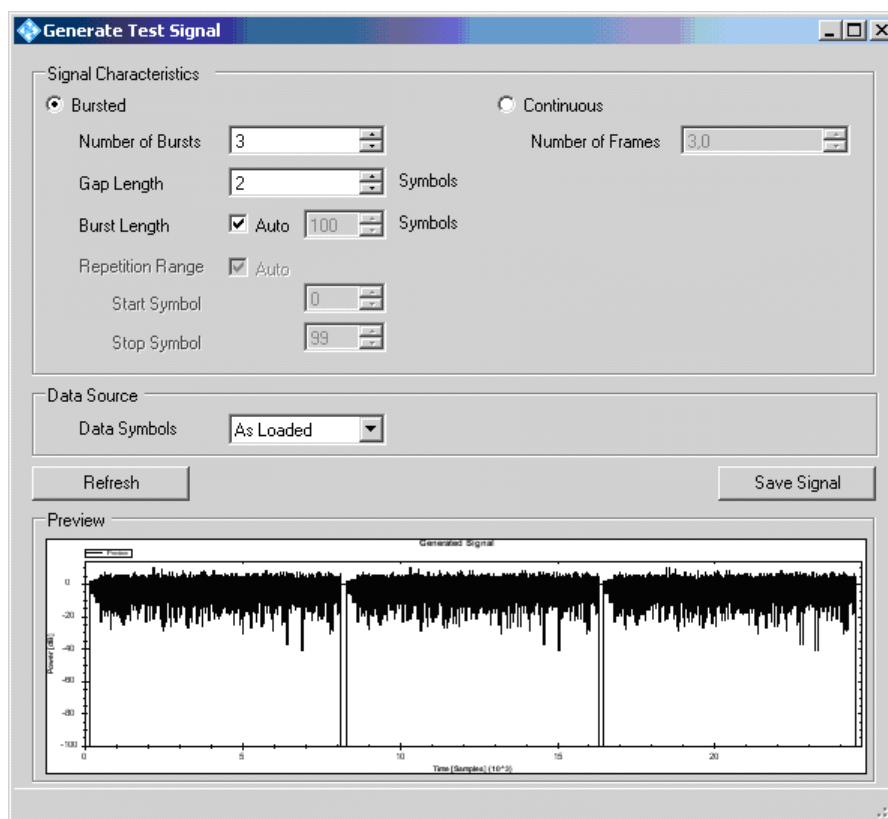 Generate Test Signal
Signal Characteristics
Bursted
Continuous
Number of Bursts 3
Number of Frames 3,0
Gap Length 2 Symbols
Burst Length Auto 100 Symbols
Repetition Range Auto
Start Symbol 0
Stop Symbol 99
Data Source
Data Symbols As Loaded
Refresh
Save Signal
Preview
Generated Signal
Preview
0
-20
-40
-60
-80
-100
Power [dB]
0 5 10 15 20
Time [Samples] (10^3)